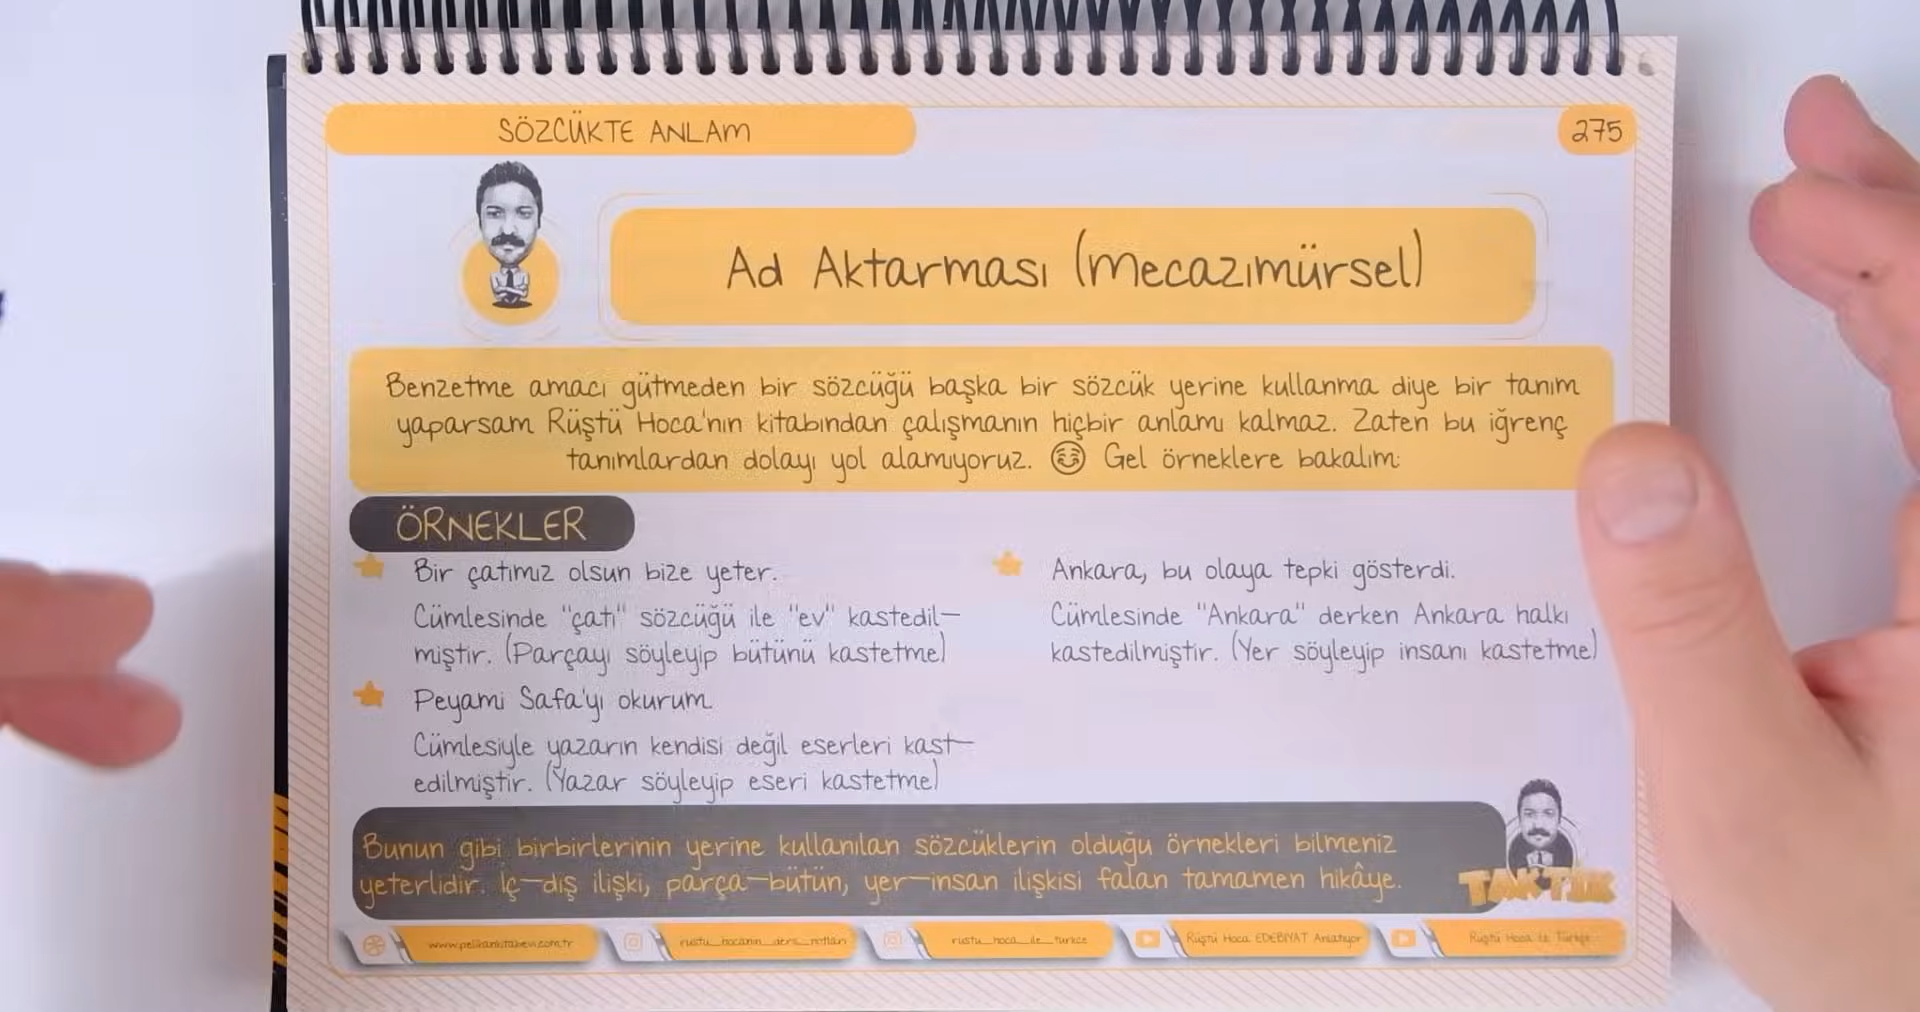 SÖZCÜKTE ANLAM
275
Ad Aktarması (mecazımürsel)
Benzetme amacı gütmeden bir sözcüğü başka bir sözcük yerine kullanma diye bir tanım
yaparsam Rüştü Hoca'nın kitabından çalışmanın hiçbir anlamı kalmaz. Zaten bu iğrenç
tanımlardan dolayı yol alamıyoruz. Gel örneklere bakalım:
ÖRNEKLER
Bir çatımız olsun bize yeter.
Cümlesinde "çatı" sözcüğü ile "ev" kastedil-
miştir. (Parçayı söyleyip bütünü kastetme)
Peyami Safa'yı okurum.
Cümlesiyle yazarın kendisi değil eserleri kast-
edilmiştir. (Yazar söyleyip eseri kastetme)
Ankara, bu olaya tepki gösterdi.
Cümlesinde "Ankara" derken Ankara halkı
kastedilmiştir. (Yer söyleyip insanı kastetme)
Bunun gibi birbirlerinin yerine kullanılan sözcüklerin olduğu örnekleri bilmeniz
yeterlidir. İç-dış ilişki, parça-bütün, yer-insan ilişkisi falan tamamen hikâye.
TAKTİK
www.pelikankitabevi.com.tr
rustu_hocanin_ders_notlari
rustu_hoca_ile_turkce
Rüştü Hoca EDEBİYAT Anlatıyor
Rüştü Hoca ile Türkçe